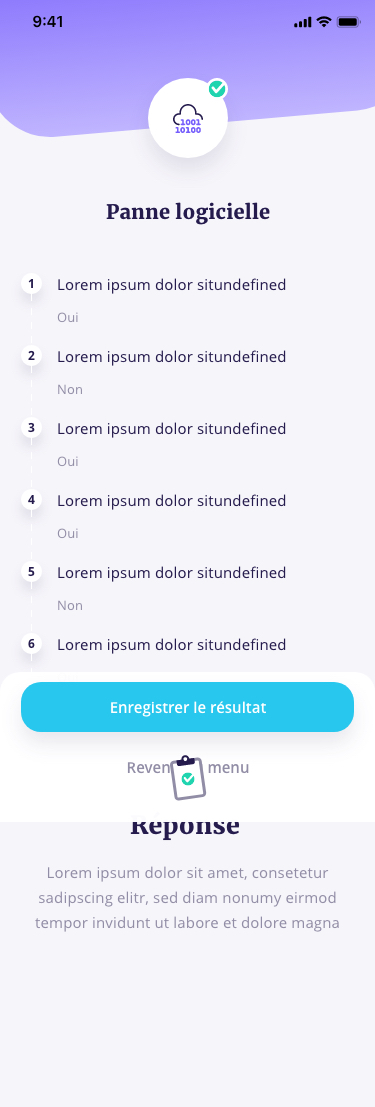 9:41
1001
10100
Panne logicielle
1 Lorem ipsum dolor situndefined
Oui
2 Lorem ipsum dolor situndefined
Non
3 Lorem ipsum dolor situndefined
Oui
4 Lorem ipsum dolor situndefined
Oui
5 Lorem ipsum dolor situndefined
Non
6 Lorem ipsum dolor situndefined
Enregistrer le résultat
Reven menu
Réponse
Lorem ipsum dolor sit amet, consetetur
sadipscing elitr, sed diam nonumy eirmod
tempor invidunt ut labore et dolore magna